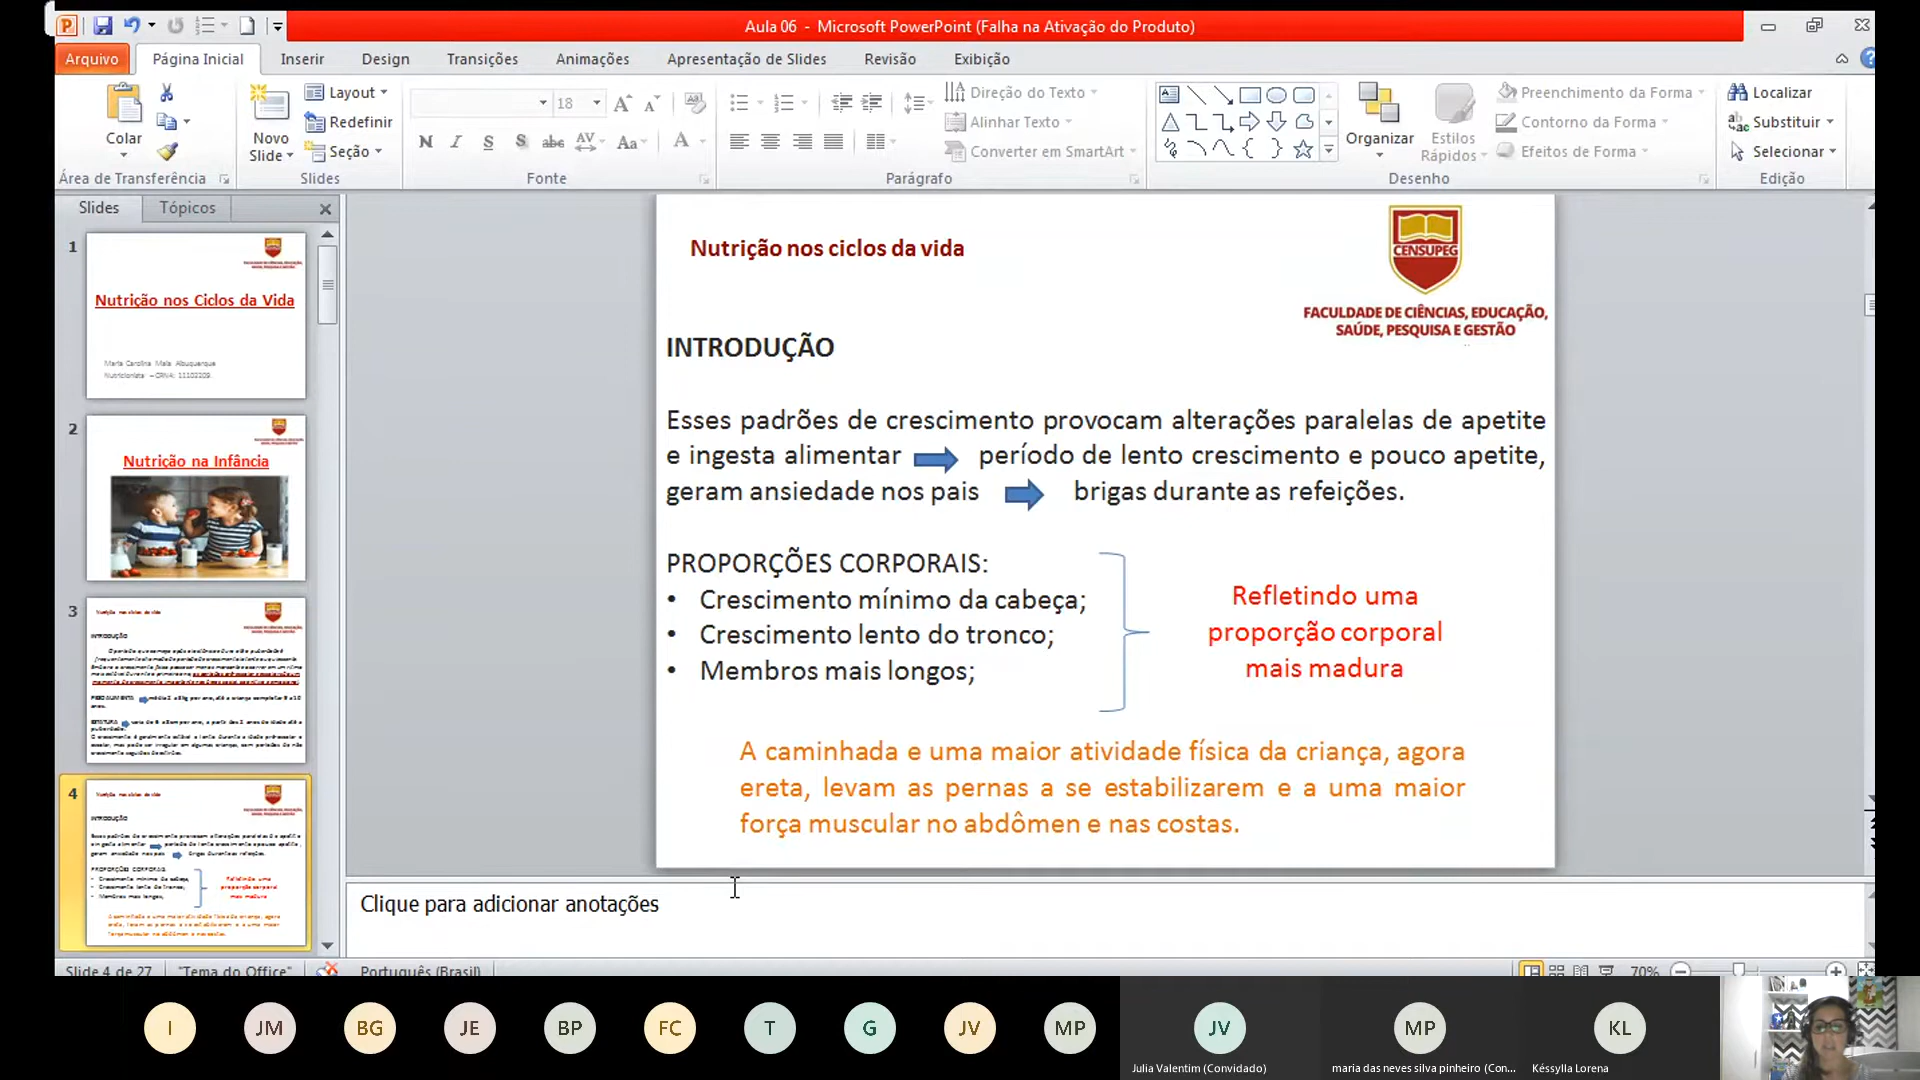 Aula 06 - Microsoft PowerPoint (Falha na Ativação do Produto)
Arquivo Página Inicial Inserir Design Transições Animações Apresentação de Slides Revisão Exibição
Colar
Área de Transferência
Novo Slide
Layout
Redefinir
Seção
Slides
18
N I S S abc AV Aa A
Fonte
Direção do Texto
Alinhar Texto
Converter em SmartArt
Parágrafo
Organizar
Estilos Rápidos
Preenchimento da Forma
Contorno da Forma
Efeitos de Forma
Desenho
Localizar
Substituir
Selecionar
Edição
Slides Tópicos
1
Nutrição nos Ciclos da Vida
2
Nutrição na Infância
3
INTRODUÇÃO
4
INTRODUÇÃO
Nutrição nos ciclos da vida
CENSUPEG
FACULDADE DE CIÊNCIAS, EDUCAÇÃO,
SAÚDE, PESQUISA E GESTÃO
INTRODUÇÃO
Esses padrões de crescimento provocam alterações paralelas de apetite
e ingesta alimentar período de lento crescimento e pouco apetite,
geram ansiedade nos pais brigas durante as refeições.
PROPORÇÕES CORPORAIS:
• Crescimento mínimo da cabeça;
• Crescimento lento do tronco;
• Membros mais longos;
Refletindo uma
proporção corporal
mais madura
A caminhada e uma maior atividade física da criança, agora
ereta, levam as pernas a se estabilizarem e a uma maior
força muscular no abdômen e nas costas.
Clique para adicionar anotações
Slide 4 de 27 "Tema do Office" Português (Brasil) 70%
I JM BG JE BP FC T G JV MP JV MP KL
Julia Valentim (Convidado) maria das neves silva pinheiro (Con... Késsylla Lorena